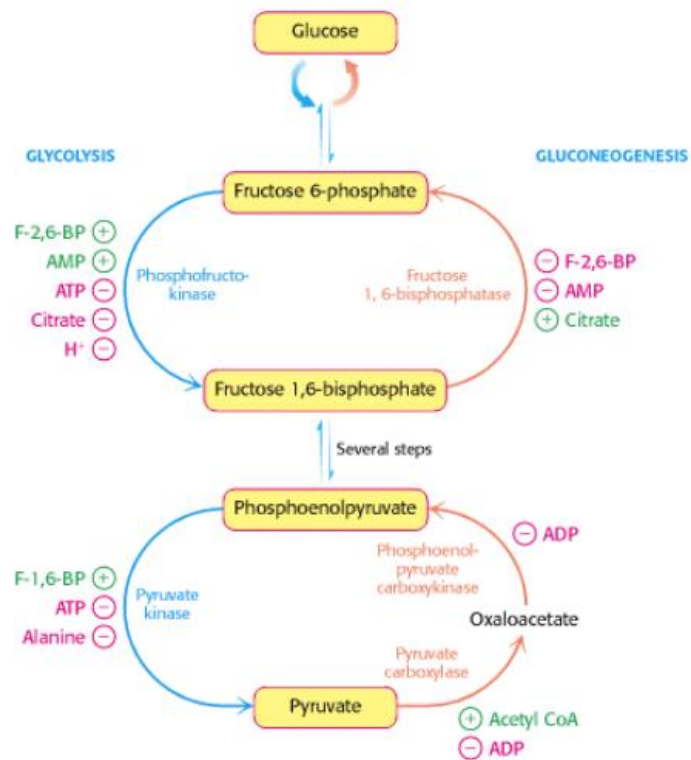 Glucose
GLYCOLYSIS
GLUCONEOGENESIS
Fructose 6-phosphate
F-2,6-BP +
AMP +
ATP −
Citrate −
H⁺ −
Phosphofructo-
kinase
Fructose
1, 6-bisphosphatase
− F-2,6-BP
− AMP
+ Citrate
Fructose 1,6-bisphosphate
Several steps
Phosphoenolpyruvate
F-1,6-BP +
ATP −
Alanine −
Pyruvate
kinase
Phosphoenol-
pyruvate
carboxykinase
− ADP
Oxaloacetate
Pyruvate
carboxylase
Pyruvate
+ Acetyl CoA
− ADP